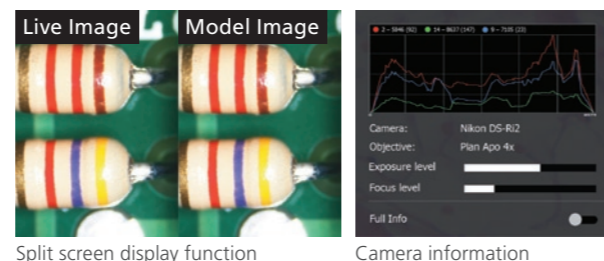 Live Image
Model Image
2 – 5846 (92)
14 – 8627 (147)
9 – 7105 (23)
Camera: Nikon DS-Ri2
Objective: Plan Apo 4x
Exposure level
Focus level
Full Info
Split screen display function
Camera information